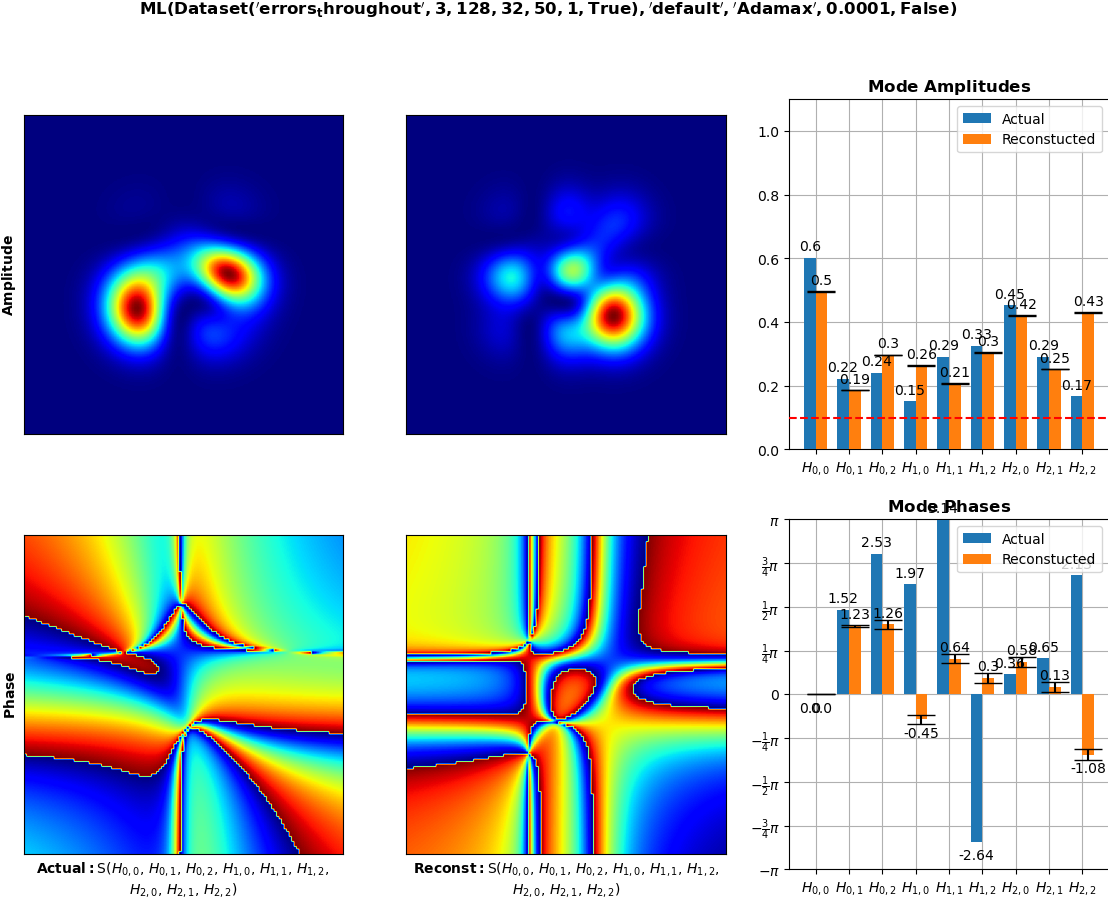 ML(Dataset('errors_throughout', 3, 128, 32, 50, 1, True), 'default', 'Adamax', 0.0001, False)
Amplitude
Mode Amplitudes
Actual
Reconstucted
1.0
0.8
0.6
0.4
0.2
0.0
0.6
0.5
0.22
0.19
0.24
0.3
0.15
0.26
0.29
0.21
0.33
0.3
0.45
0.42
0.29
0.25
0.17
0.43
H0,0 H0,1 H0,2 H1,0 H1,1 H1,2 H2,0 H2,1 H2,2
Phase
Actual: S(H0,0, H0,1, H0,2, H1,0, H1,1, H1,2,
H2,0, H2,1, H2,2)
Reconst: S(H0,0, H0,1, H0,2, H1,0, H1,1, H1,2,
H2,0, H2,1, H2,2)
Mode Phases
Actual
Reconstucted
π
3/4π
1/2π
1/4π
0
−1/4π
−1/2π
−3/4π
−π
0.0
0.0
1.52
1.23
2.53
1.26
1.97
-0.45
0.64
-2.64
0.3
0.36
0.58
0.65
0.13
-1.08
H0,0 H0,1 H0,2 H1,0 H1,1 H1,2 H2,0 H2,1 H2,2